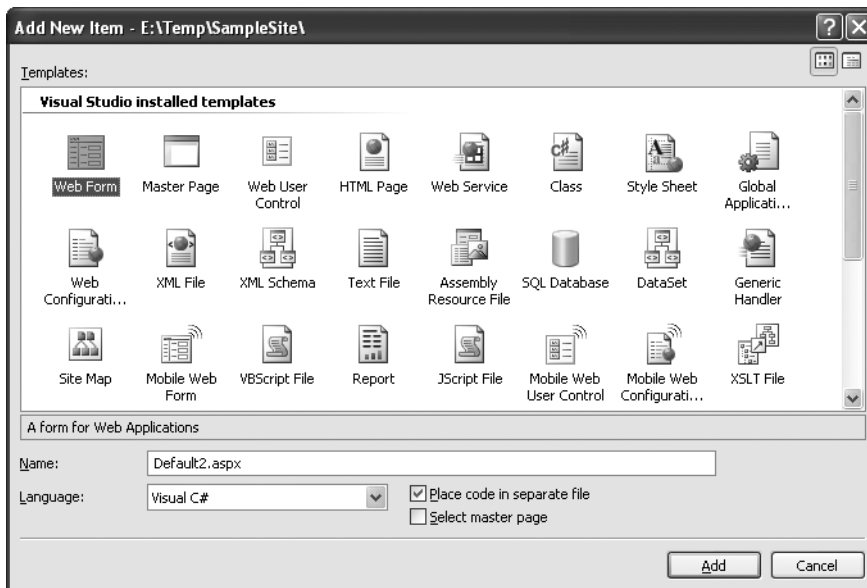 Add New Item - E:\Temp\SampleSite\
Templates:
Visual Studio installed templates
Web Form
Master Page
Web User
Control
HTML Page
Web Service
Class
Style Sheet
Global
Applicati...
Web
Configurati...
XML File
XML Schema
Text File
Assembly
Resource File
SQL Database
DataSet
Generic
Handler
Site Map
Mobile Web
Form
VBScript File
Report
JScript File
Mobile Web
User Control
Mobile Web
Configurati...
XSLT File
A form for Web Applications
Name:
Default2.aspx
Language:
Visual C#
Place code in separate file
Select master page
Add
Cancel